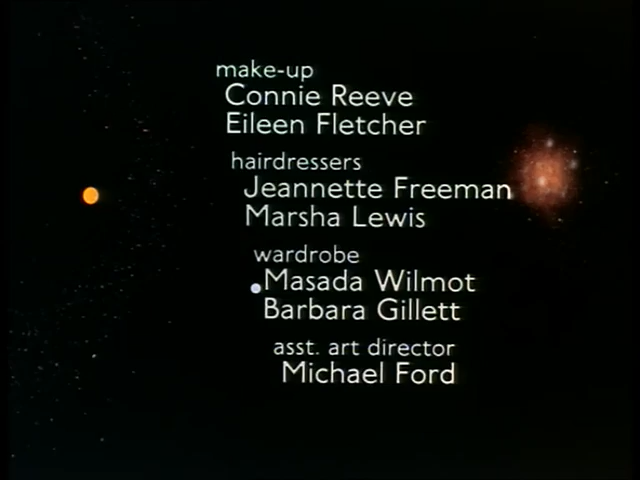 make-up
Connie Reeve
Eileen Fletcher
hairdressers
Jeannette Freeman
Marsha Lewis
wardrobe
Masada Wilmot
Barbara Gillett
asst. art director
Michael Ford